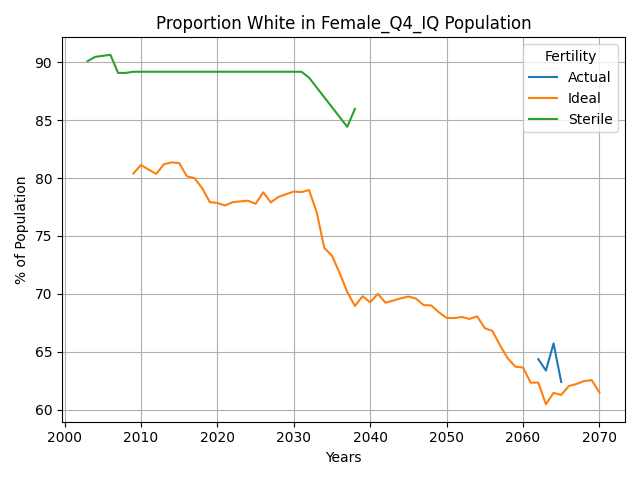 Proportion White in Female_Q4_IQ Population
Fertility
Actual
Ideal
Sterile
% of Population
90
85
80
75
70
65
60
2000
2010
2020
2030
2040
2050
2060
2070
Years